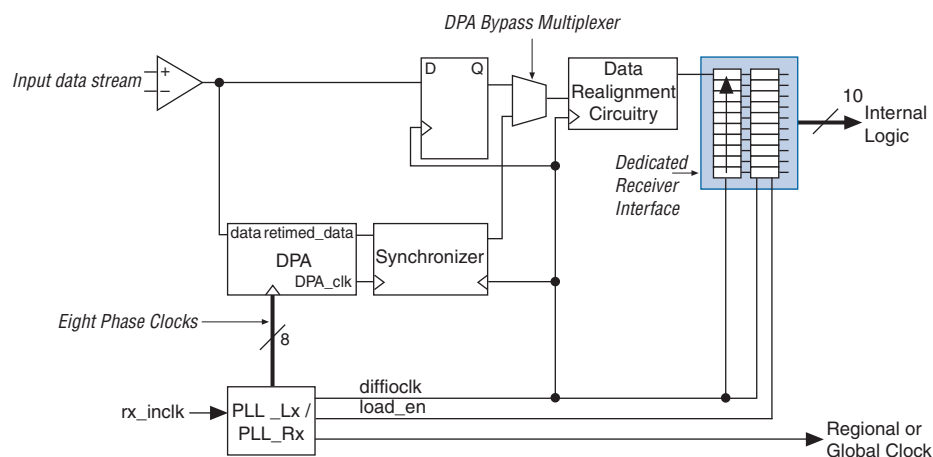 DPA Bypass Multiplexer
Input data stream
+
–
D Q
Data
Realignment
Circuitry
10
Internal
Logic
Dedicated
Receiver
Interface
data retimed_data
DPA
DPA_clk
Synchronizer
Eight Phase Clocks
8
rx_inclk
PLL _Lx /
PLL_Rx
diffioclk
load_en
Regional or
Global Clock